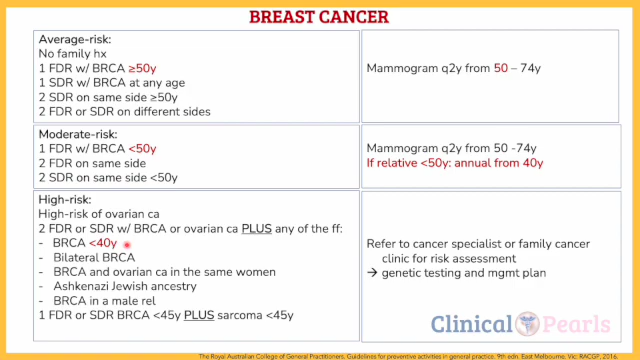 BREAST CANCER
Average-risk:
No family hx
1 FDR w/ BRCA ≥50y
1 SDR w/ BRCA at any age
2 SDR on same side ≥50y
2 FDR or SDR on different sides
Mammogram q2y from 50 – 74y
Moderate-risk:
1 FDR w/ BRCA <50y
2 FDR on same side
2 SDR on same side <50y
Mammogram q2y from 50 -74y
If relative <50y: annual from 40y
High-risk:
High-risk of ovarian ca
2 FDR or SDR w/ BRCA or ovarian ca PLUS any of the ff:
- BRCA <40y
- Bilateral BRCA
- BRCA and ovarian ca in the same women
- Ashkenazi Jewish ancestry
- BRCA in a male rel
1 FDR or SDR BRCA <45y PLUS sarcoma <45y
Refer to cancer specialist or family cancer
clinic for risk assessment
→ genetic testing and mgmt plan
Clinical Pearls
The Royal Australian College of General Practitioners. Guidelines for preventive activities in general practice. 9th edn. East Melbourne, Vic: RACGP, 2016.